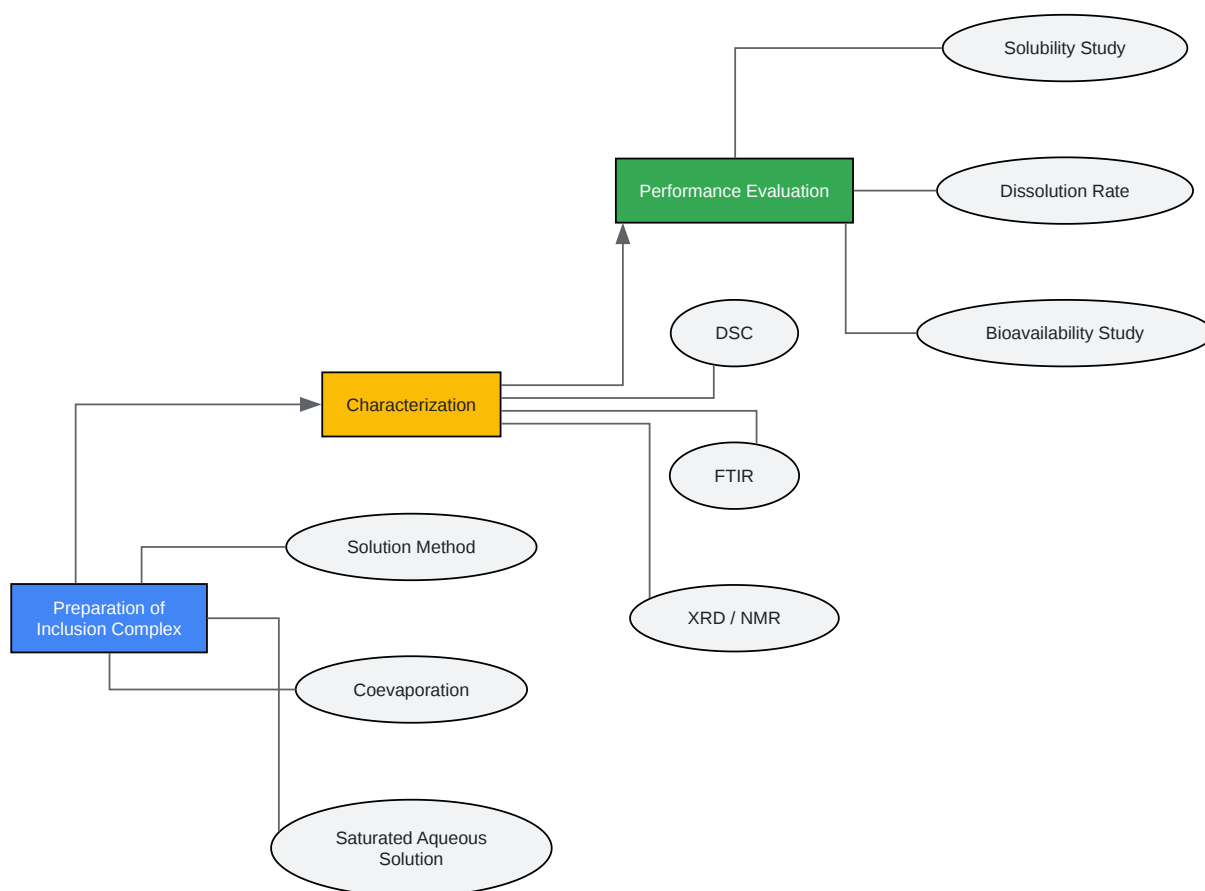 Solubility Study
Performance Evaluation
Dissolution Rate
DSC
Bioavailability Study
Characterization
FTIR
Solution Method
Preparation of
Inclusion Complex
XRD / NMR
Coevaporation
Saturated Aqueous
Solution